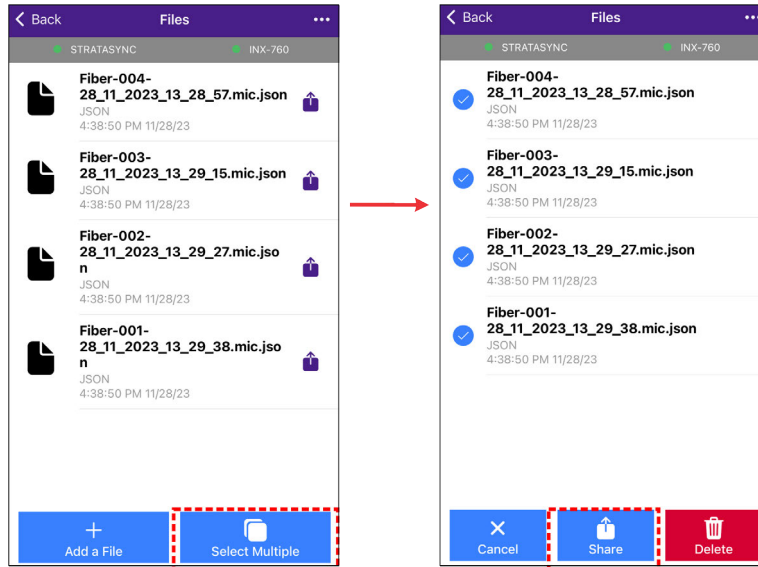 Back Files
STRATASYNC INX-760
Fiber-004-
28_11_2023_13_28_57.mic.json
JSON
4:38:50 PM 11/28/23
Fiber-003-
28_11_2023_13_29_15.mic.json
JSON
4:38:50 PM 11/28/23
Fiber-002-
28_11_2023_13_29_27.mic.jso
n
JSON
4:38:50 PM 11/28/23
Fiber-001-
28_11_2023_13_29_38.mic.jso
n
JSON
4:38:50 PM 11/28/23
Add a File Select Multiple
Back Files
STRATASYNC INX-760
Fiber-004-
28_11_2023_13_28_57.mic.json
JSON
4:38:50 PM 11/28/23
Fiber-003-
28_11_2023_13_29_15.mic.json
JSON
4:38:50 PM 11/28/23
Fiber-002-
28_11_2023_13_29_27.mic.json
JSON
4:38:50 PM 11/28/23
Fiber-001-
28_11_2023_13_29_38.mic.json
JSON
4:38:50 PM 11/28/23
Cancel Share Delete